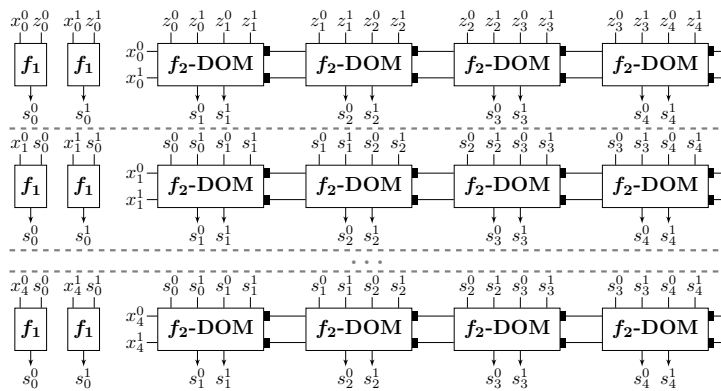 x_0^0 z_0^0 x_0^1 z_0^1 z_0^0 z_0^1 z_1^0 z_1^1 z_1^0 z_1^1 z_2^0 z_2^1 z_2^0 z_2^1 z_3^0 z_3^1 z_3^0 z_3^1 z_4^0 z_4^1
x_0^0
f_1 f_1 f_2-DOM f_2-DOM f_2-DOM f_2-DOM
x_0^1
s_0^0 s_0^1 s_1^0 s_1^1 s_2^0 s_2^1 s_3^0 s_3^1 s_4^0 s_4^1
x_1^0 s_0^0 x_1^1 s_0^1 s_0^0 s_0^1 s_1^0 s_1^1 s_1^0 s_1^1 s_2^0 s_2^1 s_2^0 s_2^1 s_3^0 s_3^1 s_3^0 s_3^1 s_4^0 s_4^1
x_1^0
f_1 f_1 f_2-DOM f_2-DOM f_2-DOM f_2-DOM
x_1^1
s_0^0 s_0^1 s_1^0 s_1^1 s_2^0 s_2^1 s_3^0 s_3^1 s_4^0 s_4^1
· · ·
x_4^0 s_0^0 x_4^1 s_0^1 s_0^0 s_0^1 s_1^0 s_1^1 s_1^0 s_1^1 s_2^0 s_2^1 s_2^0 s_2^1 s_3^0 s_3^1 s_3^0 s_3^1 s_4^0 s_4^1
x_4^0
f_1 f_1 f_2-DOM f_2-DOM f_2-DOM f_2-DOM
x_4^1
s_0^0 s_0^1 s_1^0 s_1^1 s_2^0 s_2^1 s_3^0 s_3^1 s_4^0 s_4^1